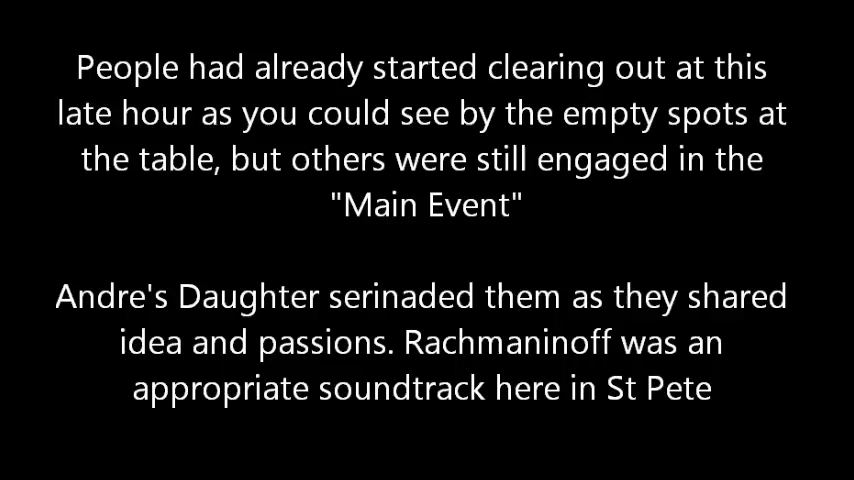 People had already started clearing out at this
late hour as you could see by the empty spots at
the table, but others were still engaged in the
"Main Event"
Andre's Daughter serinaded them as they shared
idea and passions. Rachmaninoff was an
appropriate soundtrack here in St Pete